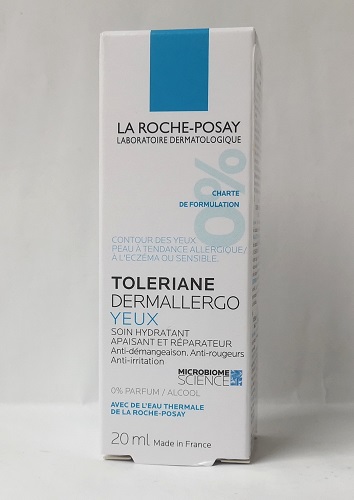 LA ROCHE-POSAY
LABORATOIRE DERMATOLOGIQUE
0%
CHARTE
DE FORMULATION
CONTOUR DES YEUX
PEAU À TENDANCE ALLERGIQUE/
À L'ECZÉMA OU SENSIBLE.
TOLERIANE
DERMALLERGO
YEUX
SOIN HYDRATANT
APAISANT ET RÉPARATEUR
Anti-démangeaison. Anti-rougeurs
Anti-irritation
MICROBIOME
SCIENCE
0% PARFUM / ALCOOL
AVEC DE L'EAU THERMALE
DE LA ROCHE-POSAY
20 ml Made in France